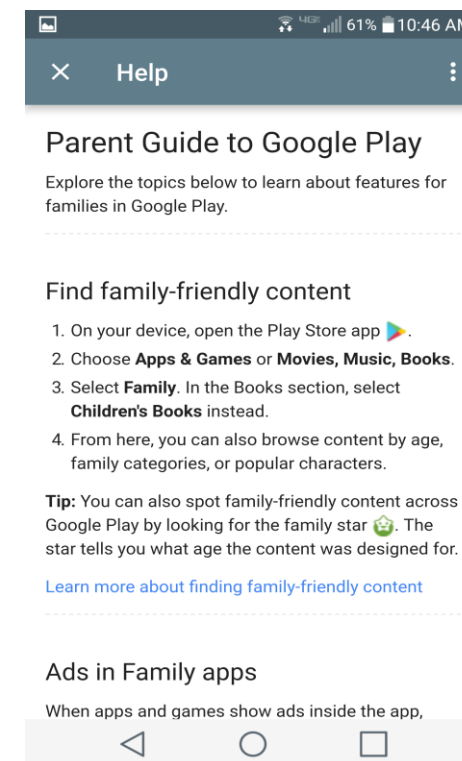 4GE 61% 10:46 AM
Help
Parent Guide to Google Play
Explore the topics below to learn about features for
families in Google Play.
Find family-friendly content
1. On your device, open the Play Store app .
2. Choose Apps & Games or Movies, Music, Books.
3. Select Family. In the Books section, select
Children's Books instead.
4. From here, you can also browse content by age,
family categories, or popular characters.
Tip: You can also spot family-friendly content across
Google Play by looking for the family star . The
star tells you what age the content was designed for.
Learn more about finding family-friendly content
Ads in Family apps
When apps and games show ads inside the app,